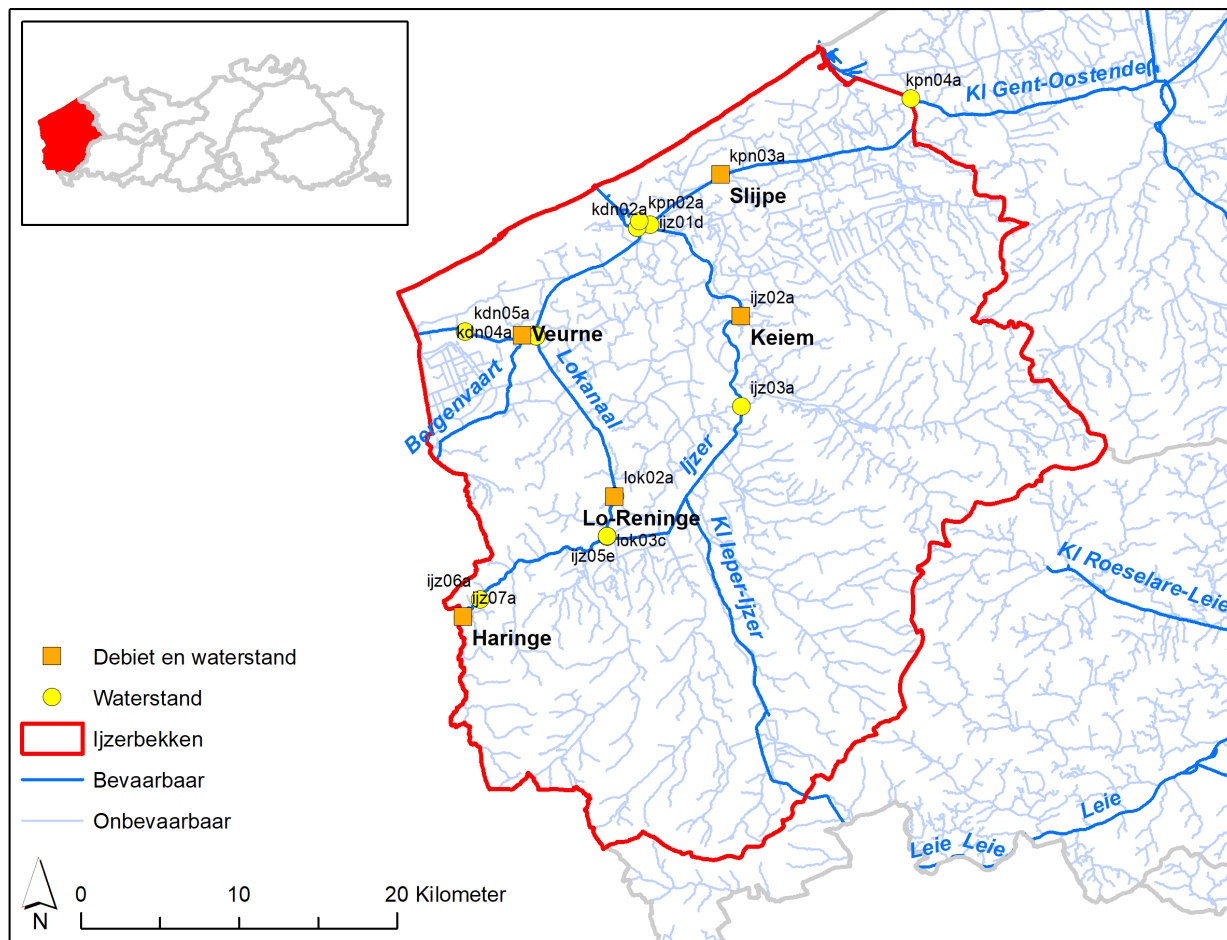 kpn04a
Kl Gent-Oostende
kpn03a
Slijpe
kdn02a
kpn02a
ijz01d
ijz02a
Keiem
kdn05a
kdn04a
Veurne
Bergenvaart
Lokanaal
ijz03a
Ijzer
lok02a
Lo-Reninge
lok03c
ijz05e
Kl Ieper-Ijzer
Kl Roeselare-Leie
ijz06a
ijz07a
Haringe
Debiet en waterstand
Waterstand
Ijzerbekken
Bevaarbaar
Onbevaarbaar
Leie
Leie
Leie
N
0 10 20 Kilometer